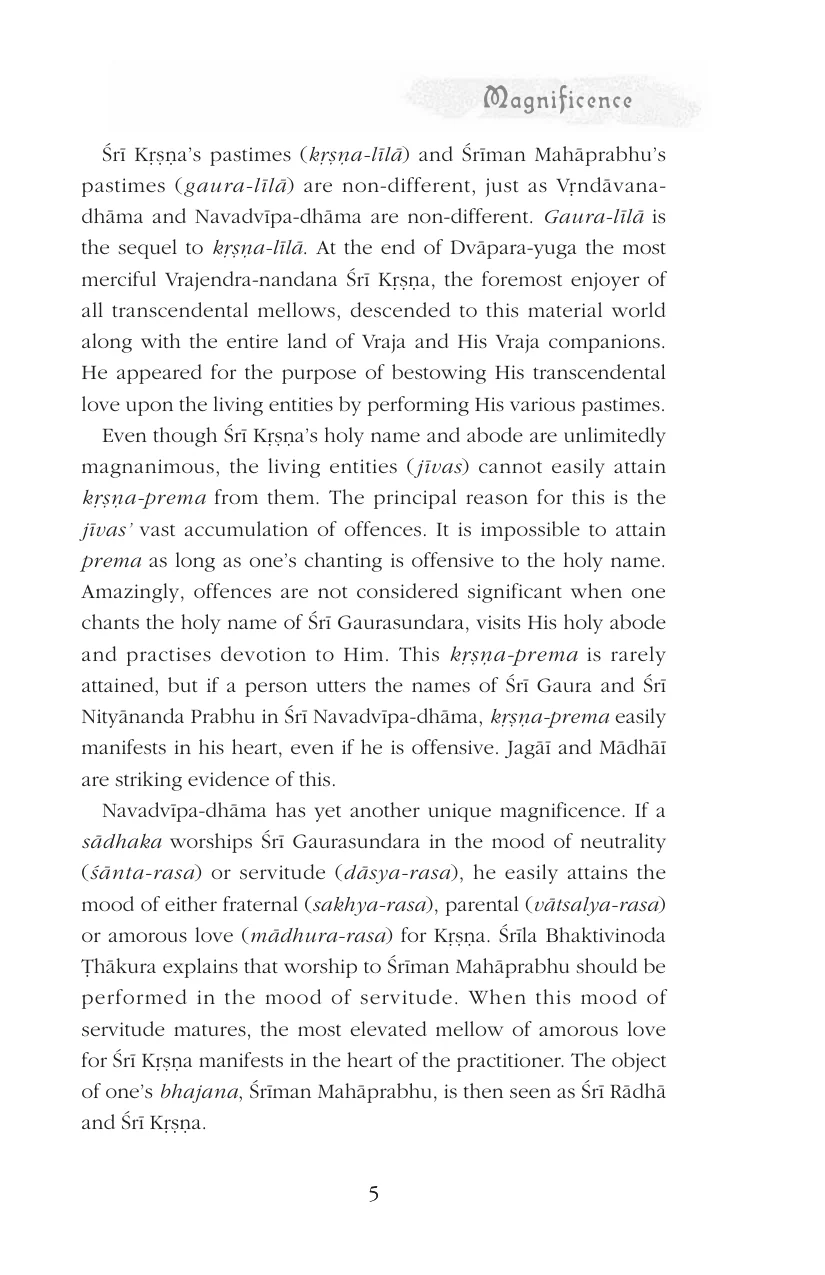 Magnificence
Śrī Kṛṣṇa’s pastimes (kṛṣṇa-līlā) and Śrīman Mahāprabhu’s
pastimes (gaura-līlā) are non-different, just as Vṛndāvana-
dhāma and Navadvīpa-dhāma are non-different. Gaura-līlā is
the sequel to kṛṣṇa-līlā. At the end of Dvāpara-yuga the most
merciful Vrajendra-nandana Śrī Kṛṣṇa, the foremost enjoyer of
all transcendental mellows, descended to this material world
along with the entire land of Vraja and His Vraja companions.
He appeared for the purpose of bestowing His transcendental
love upon the living entities by performing His various pastimes.
Even though Śrī Kṛṣṇa’s holy name and abode are unlimitedly
magnanimous, the living entities (jīvas) cannot easily attain
kṛṣṇa-prema from them. The principal reason for this is the
jīvas’ vast accumulation of offences. It is impossible to attain
prema as long as one’s chanting is offensive to the holy name.
Amazingly, offences are not considered significant when one
chants the holy name of Śrī Gaurasundara, visits His holy abode
and practises devotion to Him. This kṛṣṇa-prema is rarely
attained, but if a person utters the names of Śrī Gaura and Śrī
Nityānanda Prabhu in Śrī Navadvīpa-dhāma, kṛṣṇa-prema easily
manifests in his heart, even if he is offensive. Jagāī and Mādhāī
are striking evidence of this.
Navadvīpa-dhāma has yet another unique magnificence. If a
sādhaka worships Śrī Gaurasundara in the mood of neutrality
(śānta-rasa) or servitude (dāsya-rasa), he easily attains the
mood of either fraternal (sakhya-rasa), parental (vātsalya-rasa)
or amorous love (mādhura-rasa) for Kṛṣṇa. Śrīla Bhaktivinoda
Ṭhākura explains that worship to Śrīman Mahāprabhu should be
performed in the mood of servitude. When this mood of
servitude matures, the most elevated mellow of amorous love
for Śrī Kṛṣṇa manifests in the heart of the practitioner. The object
of one’s bhajana, Śrīman Mahāprabhu, is then seen as Śrī Rādhā
and Śrī Kṛṣṇa.
5